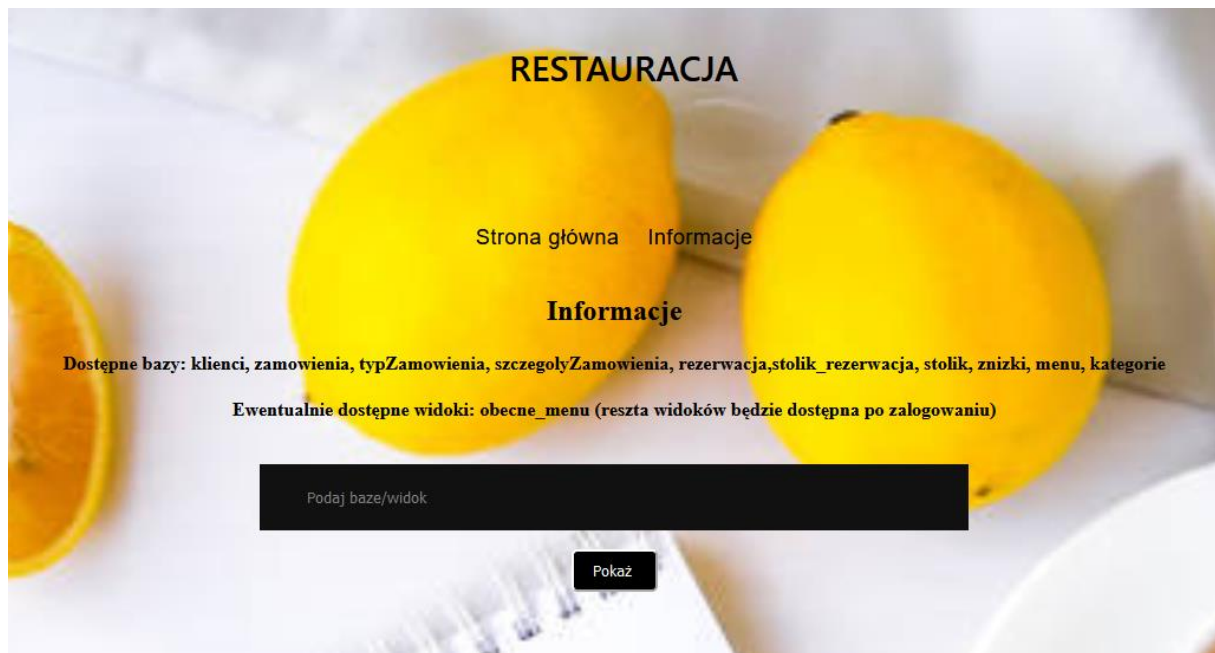 RESTAURACJA
Strona główna Informacje
Informacje
Dostępne bazy: klienci, zamowienia, typZamowienia, szczegolyZamowienia, rezerwacja,stolik_rezerwacja, stolik, znizki, menu, kategorie
Ewentualnie dostępne widoki: obecne_menu (reszta widoków będzie dostępna po zalogowaniu)
Podaj baze/widok
Pokaż